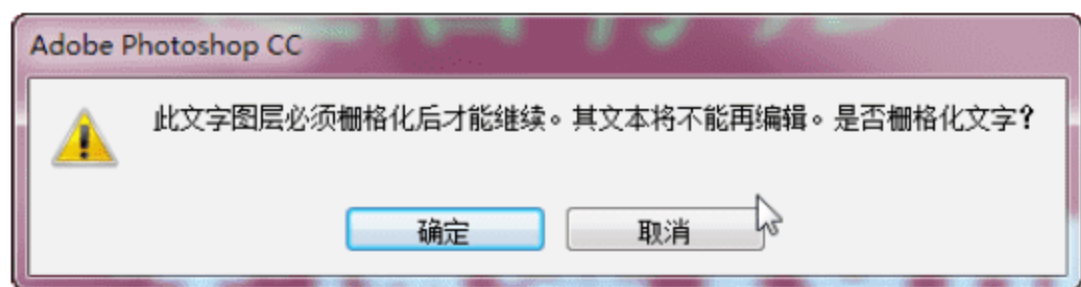 Adobe Photoshop CC
此文字图层必须栅格化后才能继续。其文本将不能再编辑。是否栅格化文字？
确定
取消